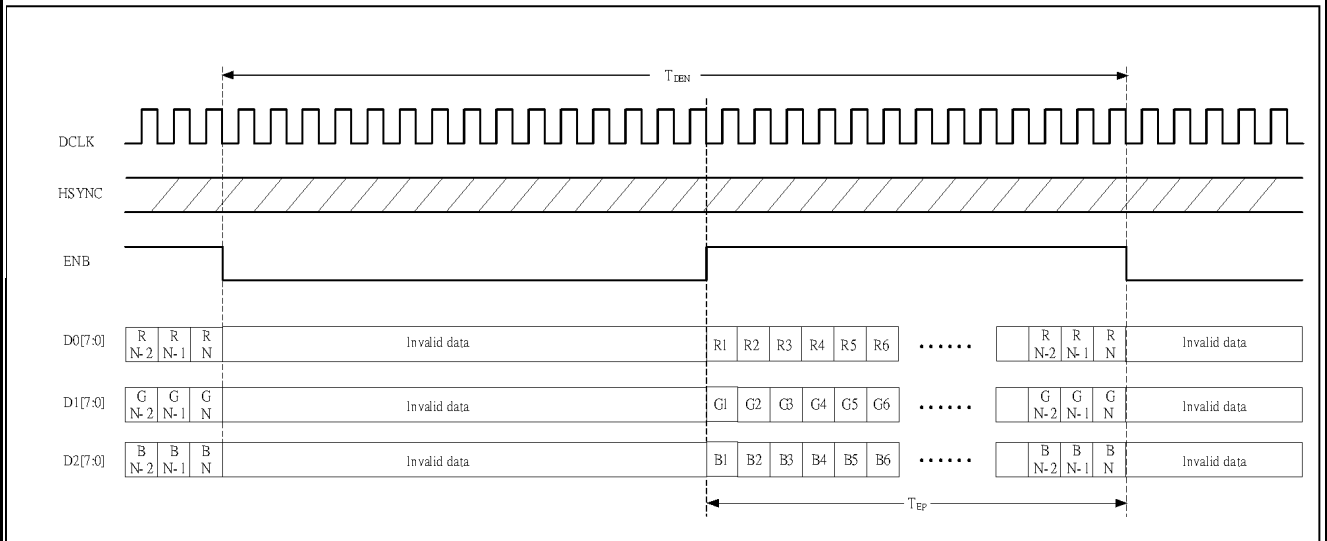 T_DEN
DCLK
HSYNC
ENB
D0[7:0] R N-2 R N-1 R N Invalid data R1 R2 R3 R4 R5 R6 ...... R N-2 R N-1 R N Invalid data
D1[7:0] G N-2 G N-1 G N Invalid data G1 G2 G3 G4 G5 G6 ...... G N-2 G N-1 G N Invalid data
D2[7:0] B N-2 B N-1 B N Invalid data B1 B2 B3 B4 B5 B6 ...... B N-2 B N-1 B N Invalid data
T_EP